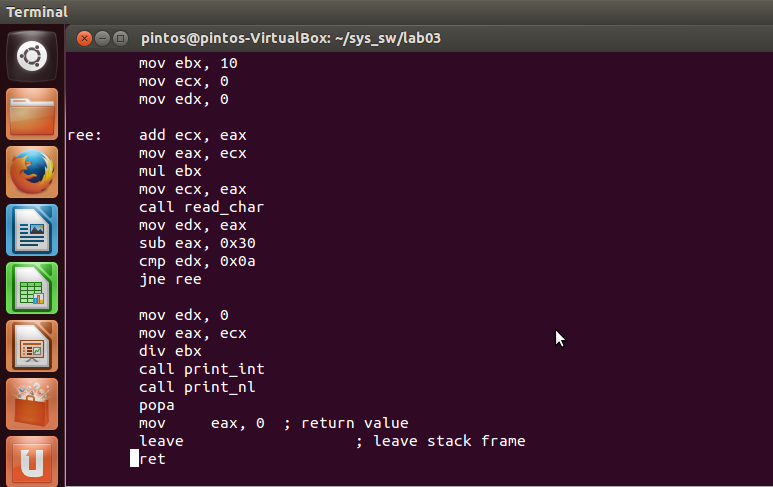 Terminal
pintos@pintos-VirtualBox: ~/sys_sw/lab03
mov ebx, 10
mov ecx, 0
mov edx, 0
ree: add ecx, eax
mov eax, ecx
mul ebx
mov ecx, eax
call read_char
mov edx, eax
sub eax, 0x30
cmp edx, 0x0a
jne ree
mov edx, 0
mov eax, ecx
div ebx
call print_int
call print_nl
popa
mov eax, 0 ; return value
leave ; leave stack frame
ret